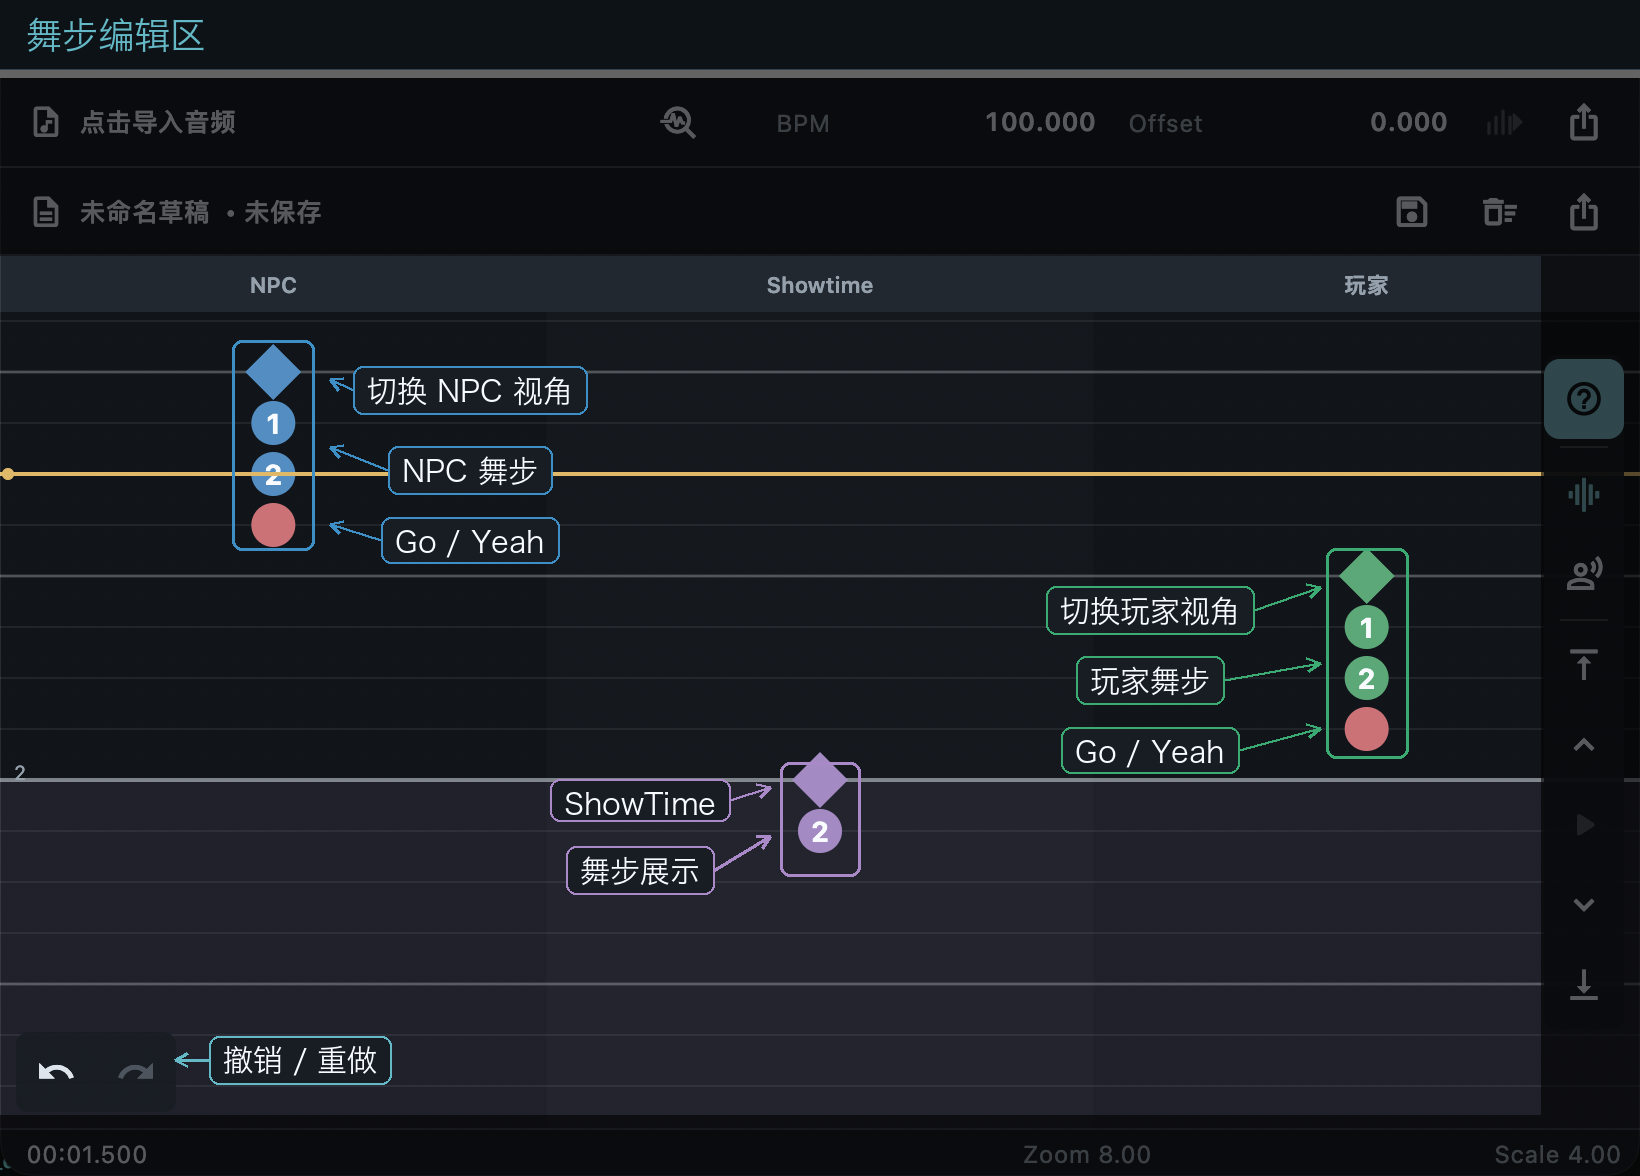 舞步编辑区
点击导入音频
BPM
100.000
Offset
0.000
未命名草稿 • 未保存
NPC
Showtime
玩家
切换 NPC 视角
1
NPC 舞步
2
Go / Yeah
切换玩家视角
1
玩家舞步
2
Go / Yeah
2
ShowTime
2
舞步展示
撤销 / 重做
00:01.500
Zoom 8.00
Scale 4.00